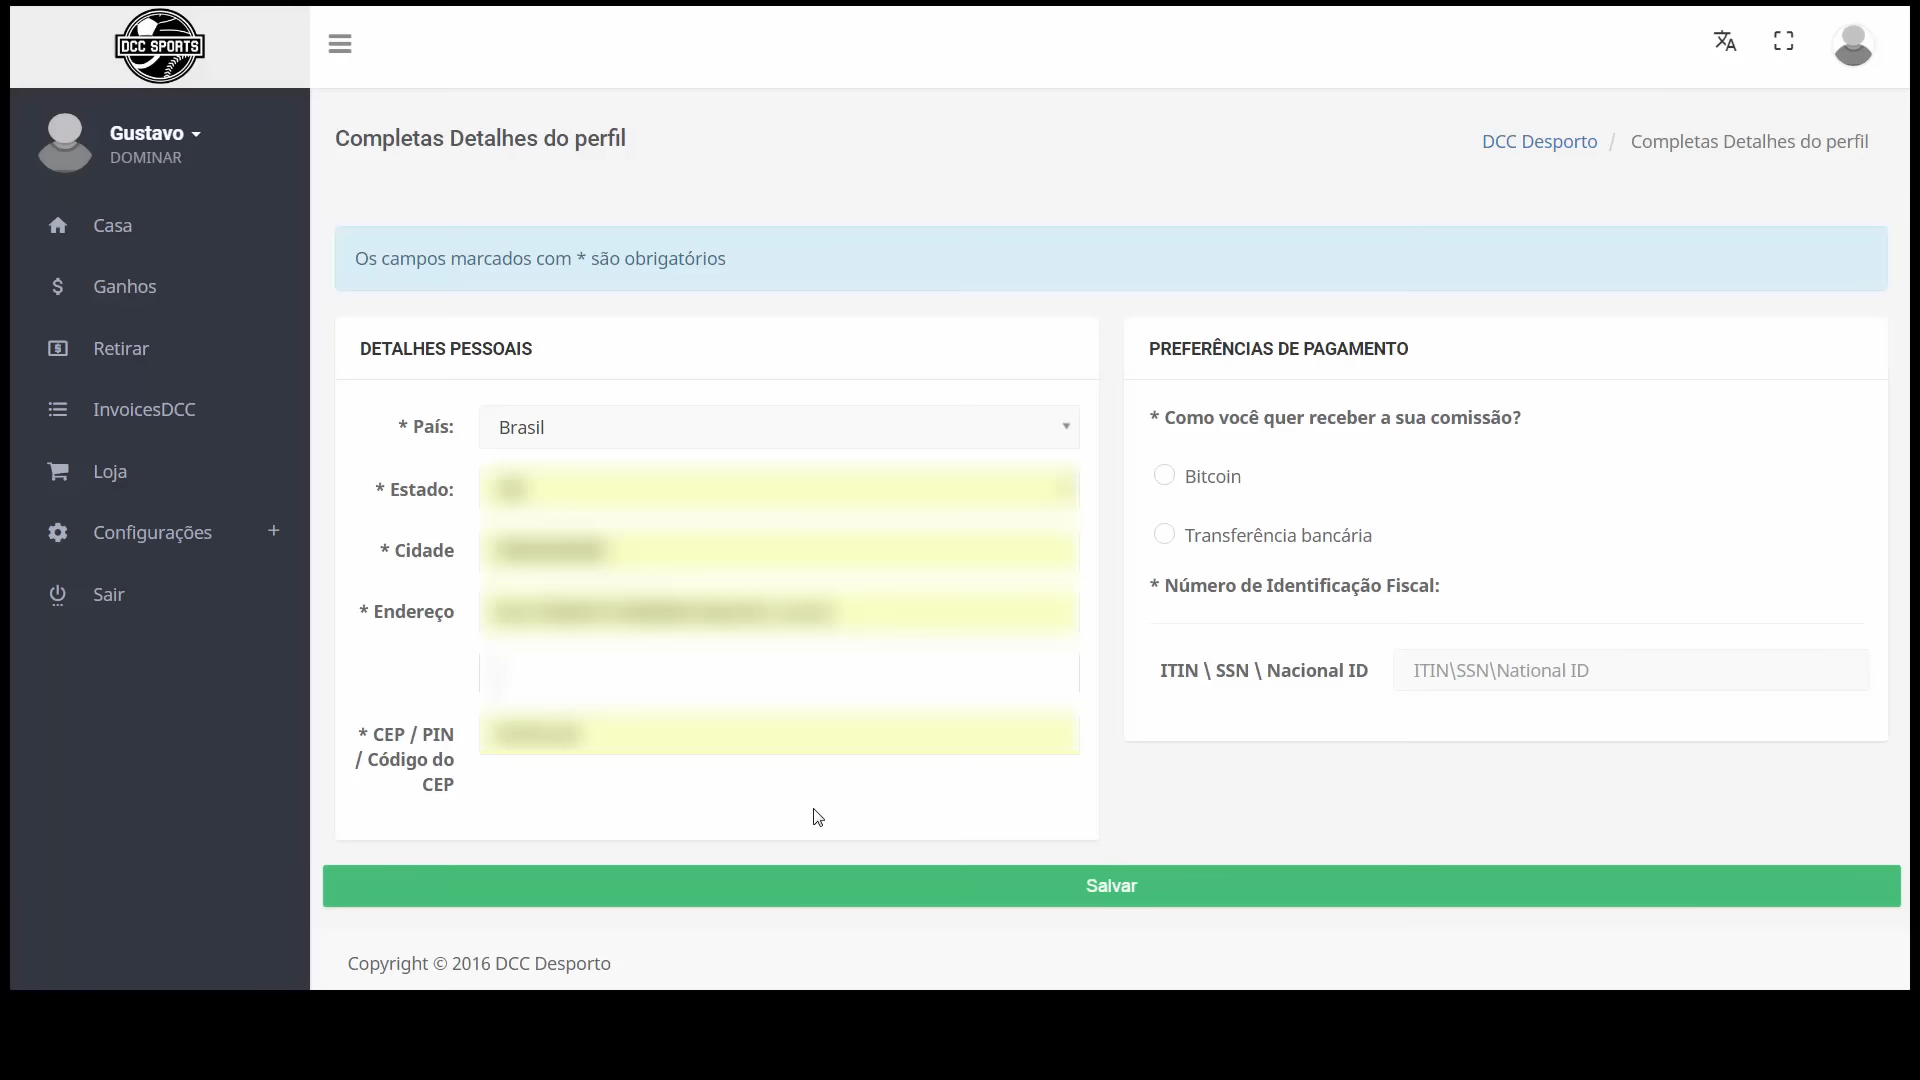 DCC SPORTS
Gustavo
DOMINAR
Casa
Ganhos
Retirar
InvoicesDCC
Loja
Configurações +
Sair
Completas Detalhes do perfil
DCC Desporto / Completas Detalhes do perfil
Os campos marcados com * são obrigatórios
DETALHES PESSOAIS
* País: Brasil
* Estado:
* Cidade
* Endereço
* CEP / PIN
/ Código do
CEP
PREFERÊNCIAS DE PAGAMENTO
* Como você quer receber a sua comissão?
Bitcoin
Transferência bancária
* Número de Identificação Fiscal:
ITIN \ SSN \ Nacional ID ITIN\SSN\National ID
Salvar
Copyright © 2016 DCC Desporto